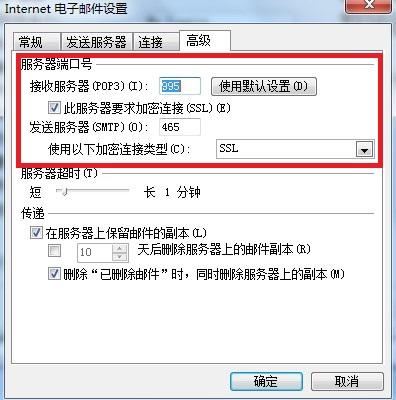 Internet 电子邮件设置
常规 发送服务器 连接 高级
服务器端口号
接收服务器(POP3)(I): 995 使用默认设置(D)
此服务器要求加密连接(SSL)(E)
发送服务器(SMTP)(O): 465
使用以下加密连接类型(C): SSL
服务器超时(T)
短 长 1 分钟
传递
在服务器上保留邮件的副本(L)
10 天后删除服务器上的邮件副本(R)
删除“已删除邮件”时，同时删除服务器上的副本(M)
确定 取消